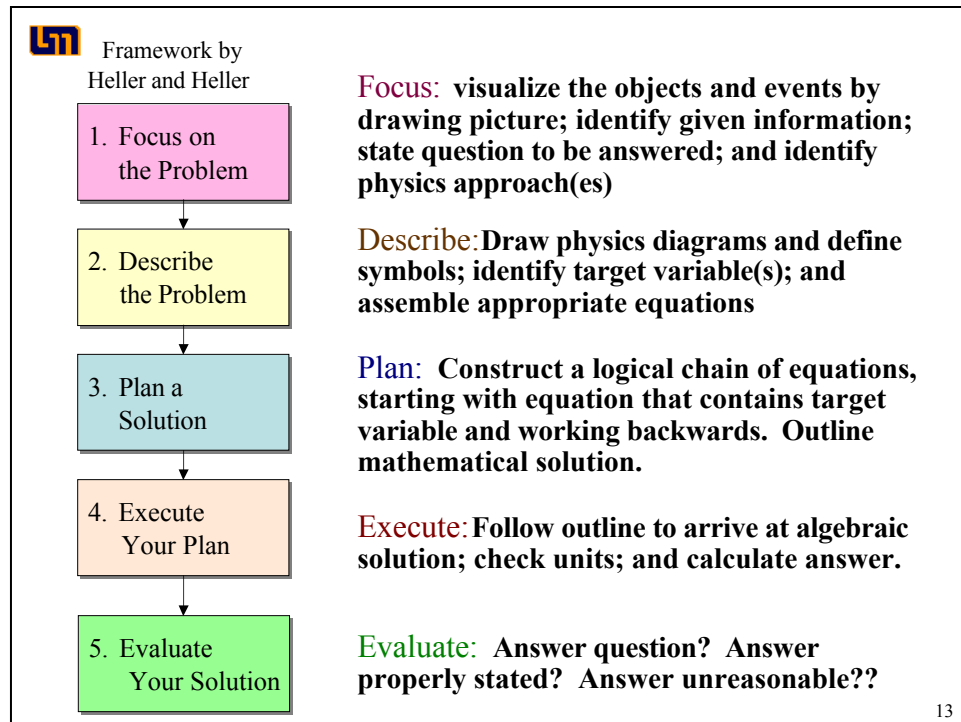 Framework by
Heller and Heller
1. Focus on
the Problem
Focus: visualize the objects and events by
drawing picture; identify given information;
state question to be answered; and identify
physics approach(es)
2. Describe
the Problem
Describe: Draw physics diagrams and define
symbols; identify target variable(s); and
assemble appropriate equations
3. Plan a
Solution
Plan: Construct a logical chain of equations,
starting with equation that contains target
variable and working backwards. Outline
mathematical solution.
4. Execute
Your Plan
Execute: Follow outline to arrive at algebraic
solution; check units; and calculate answer.
5. Evaluate
Your Solution
Evaluate: Answer question? Answer
properly stated? Answer unreasonable??
13